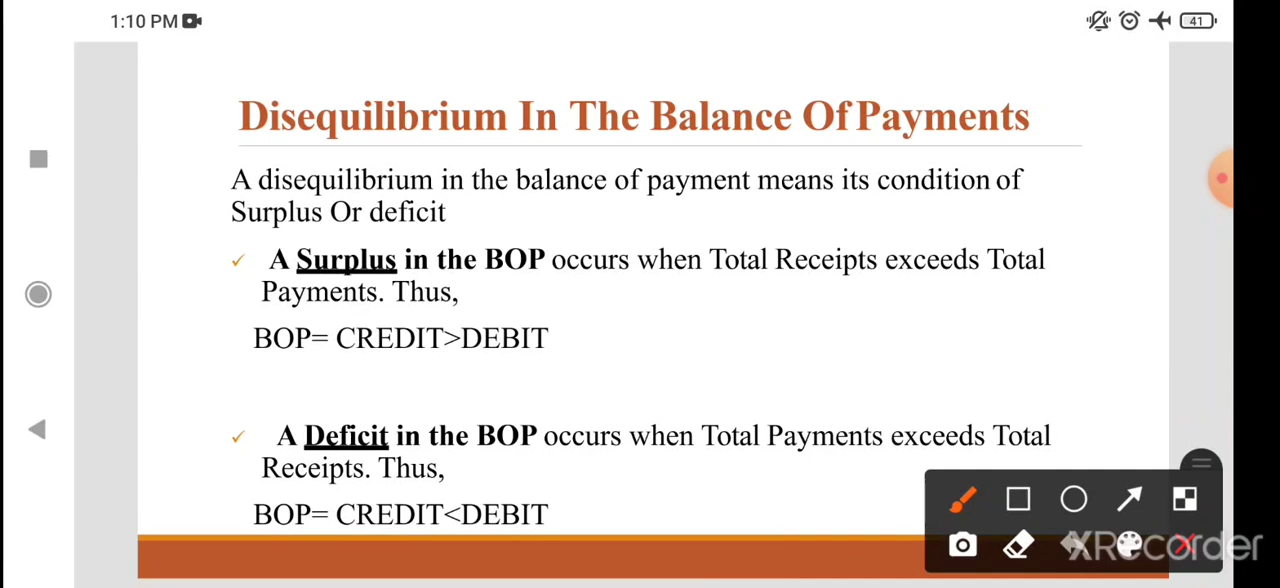 1:10 PM
41
Disequilibrium In The Balance Of Payments
A disequilibrium in the balance of payment means its condition of
Surplus Or deficit
✓ A Surplus in the BOP occurs when Total Receipts exceeds Total
Payments. Thus,
BOP= CREDIT>DEBIT
✓ A Deficit in the BOP occurs when Total Payments exceeds Total
Receipts. Thus,
BOP= CREDIT<DEBIT
XRecorder